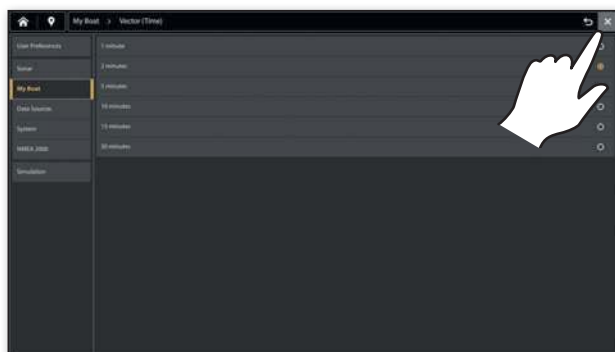 My Boat > Vector (Time)
User Preferences
Sonar
My Boat
Data Sources
System
NMEA 2000
Simulation
1 minute
2 minutes
5 minutes
10 minutes
15 minutes
30 minutes